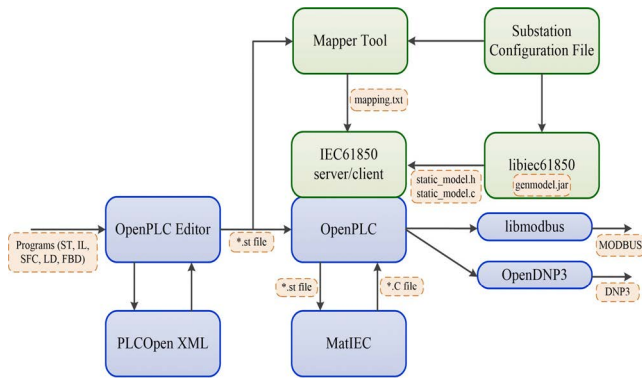 Mapper Tool
Substation
Configuration File
mapping.txt
IEC61850
server/client
static_model.h
static_model.c
libiec61850
genmodel.jar
Programs (ST, IL,
SFC, LD, FBD)
OpenPLC Editor
*.st file
OpenPLC
libmodbus
MODBUS
OpenDNP3
DNP3
*.st file
*.C file
PLCOpen XML
MatIEC